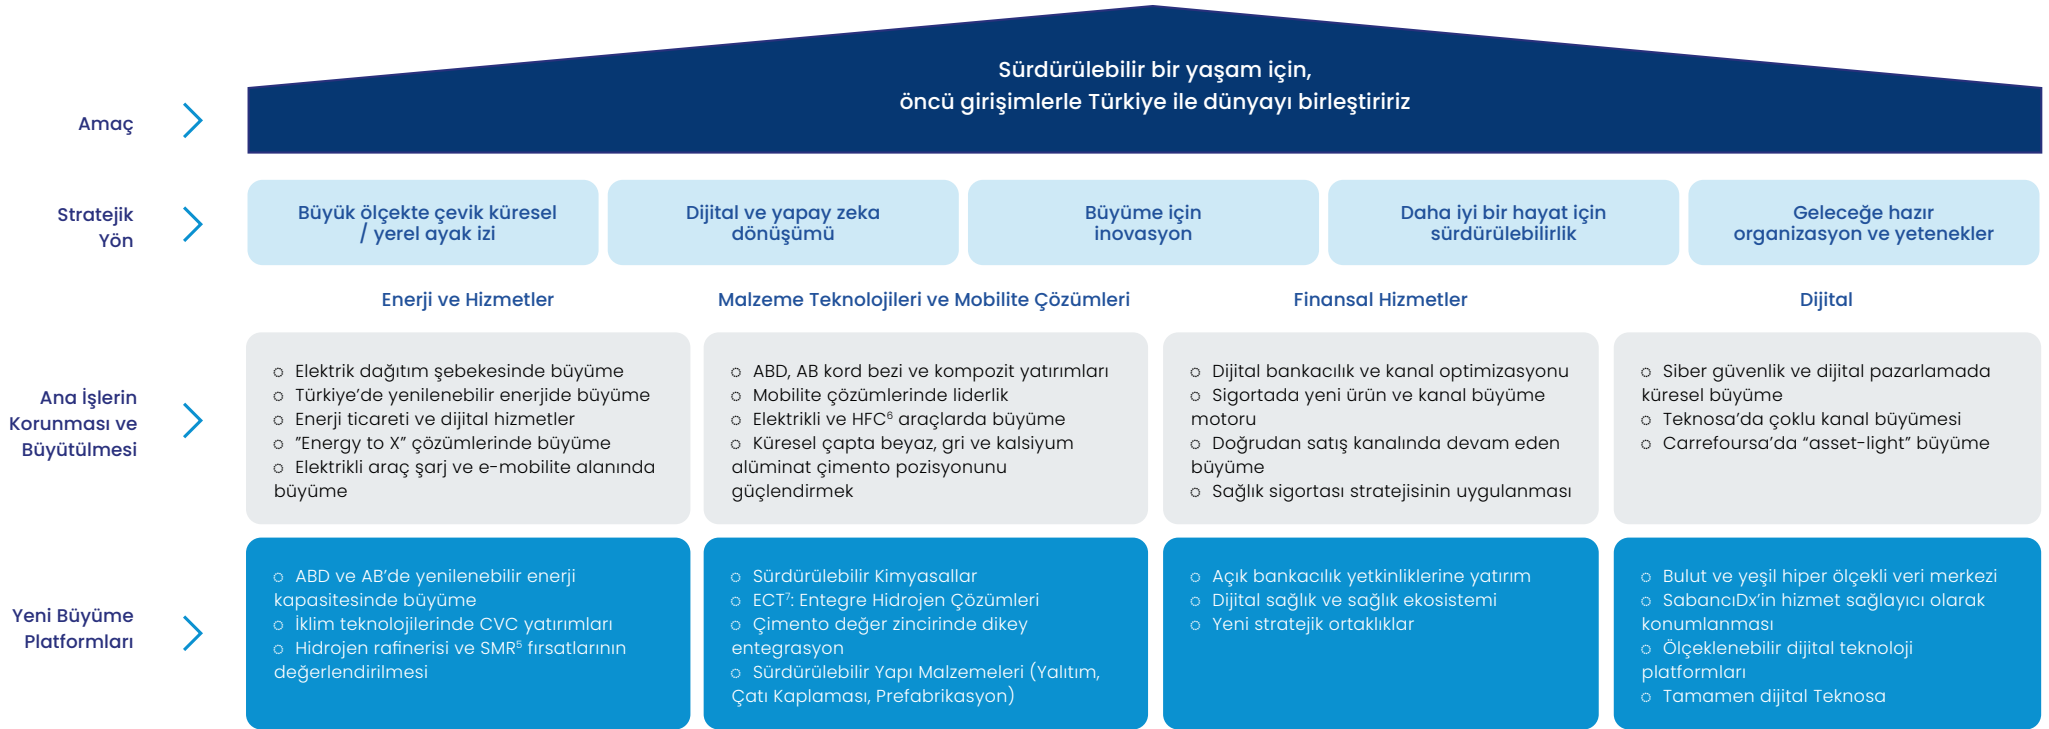 Sürdürülebilir bir yaşam için,
öncü girişimlerle Türkiye ile dünyayı birleştiririz
Amaç
Stratejik
Yön
Büyük ölçekte çevik küresel
/ yerel ayak izi
Dijital ve yapay zeka
dönüşümü
Büyüme için
inovasyon
Daha iyi bir hayat için
sürdürülebilirlik
Geleceğe hazır
organizasyon ve yetenekler
Enerji ve Hizmetler
Malzeme Teknolojileri ve Mobilite Çözümleri
Finansal Hizmetler
Dijital
Ana İşlerin
Korunması ve
Büyütülmesi
◌ Elektrik dağıtım şebekesinde büyüme
◌ Türkiye’de yenilenebilir enerjide büyüme
◌ Enerji ticareti ve dijital hizmetler
◌ ”Energy to X” çözümlerinde büyüme
◌ Elektrikli araç şarj ve e-mobilite alanında
büyüme
◌ ABD, AB kord bezi ve kompozit yatırımları
◌ Mobilite çözümlerinde liderlik
◌ Elektrikli ve HFC⁶ araçlarda büyüme
◌ Küresel çapta beyaz, gri ve kalsiyum
alüminat çimento pozisyonunu
güçlendirmek
◌ Dijital bankacılık ve kanal optimizasyonu
◌ Sigortada yeni ürün ve kanal büyüme
motoru
◌ Doğrudan satış kanalında devam eden
büyüme
◌ Sağlık sigortası stratejisinin uygulanması
◌ Siber güvenlik ve dijital pazarlamada
küresel büyüme
◌ Teknosa’da çoklu kanal büyümesi
◌ Carrefoursa’da “asset-light” büyüme
Yeni Büyüme
Platformları
◌ ABD ve AB’de yenilenebilir enerji
kapasitesinde büyüme
◌ İklim teknolojilerinde CVC yatırımları
◌ Hidrojen rafinerisi ve SMR⁵ fırsatlarının
değerlendirilmesi
◌ Sürdürülebilir Kimyasallar
◌ ECT⁷: Entegre Hidrojen Çözümleri
◌ Çimento değer zincirinde dikey
entegrasyon
◌ Sürdürülebilir Yapı Malzemeleri (Yalıtım,
Çatı Kaplaması, Prefabrikasyon)
◌ Açık bankacılık yetkinliklerine yatırım
◌ Dijital sağlık ve sağlık ekosistemi
◌ Yeni stratejik ortaklıklar
◌ Bulut ve yeşil hiper ölçekli veri merkezi
◌ SabancıDx’in hizmet sağlayıcı olarak
konumlanması
◌ Ölçeklenebilir dijital teknoloji
platformları
◌ Tamamen dijital Teknosa